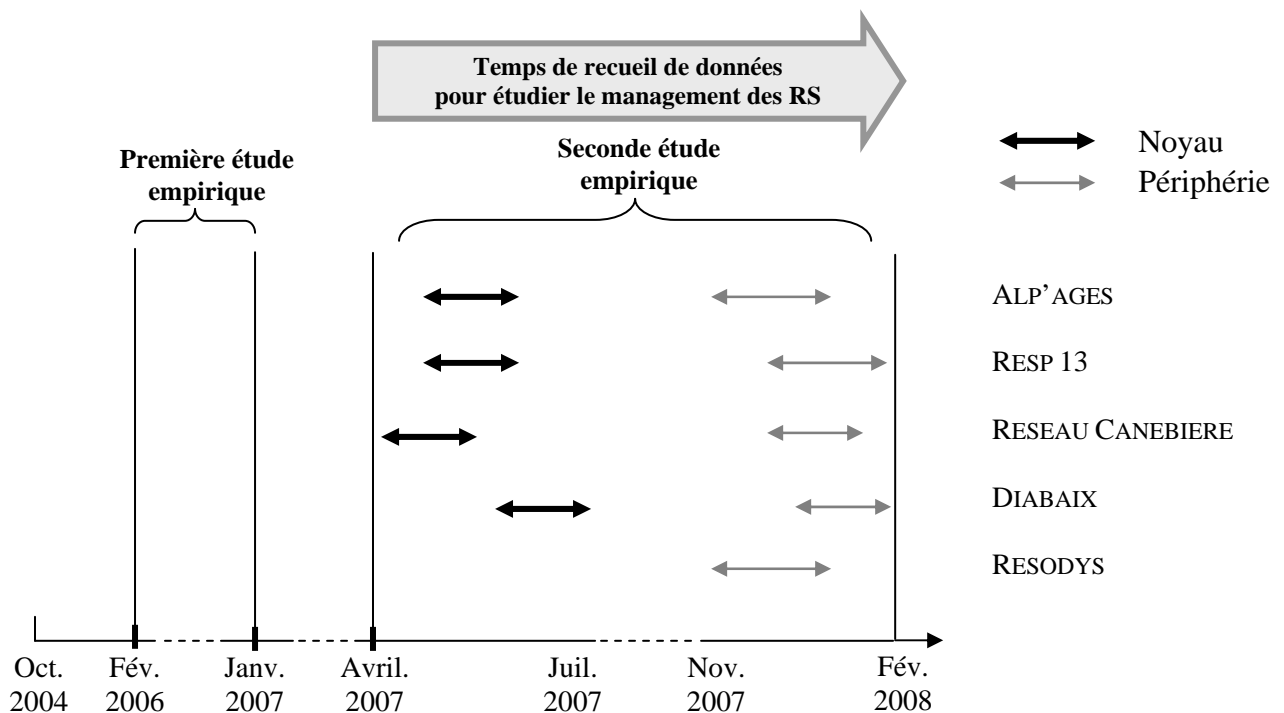 Temps de recueil de données
pour étudier le management des RS
Première étude
empirique
Seconde étude
empirique
Noyau
Périphérie
ALP’AGES
RESP 13
RESEAU CANEBIERE
DIABAIX
RESODYS
Oct.
2004
Fév.
2006
Janv.
2007
Avril.
2007
Juil.
2007
Nov.
2007
Fév.
2008